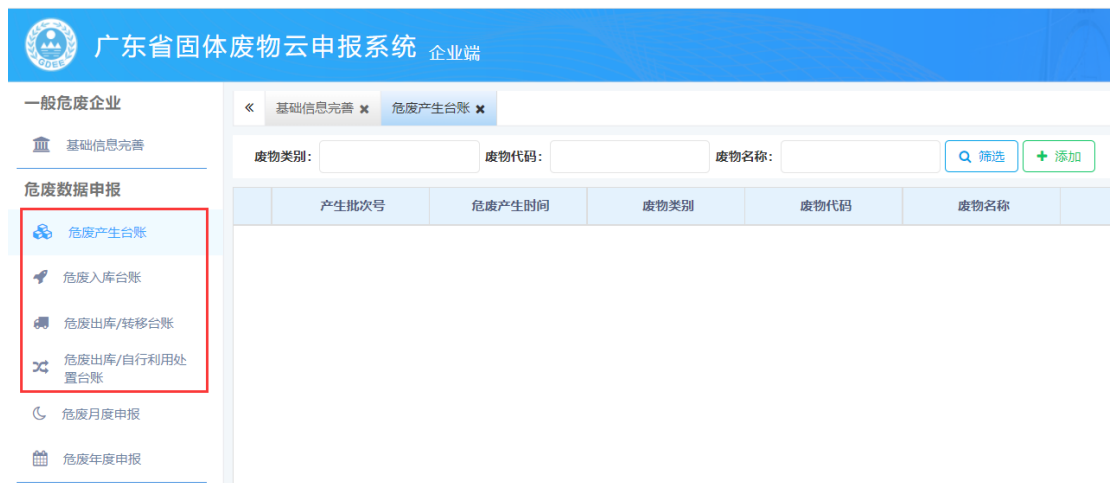 GDEE
广东省固体废物云申报系统 企业端
一般危废企业
基础信息完善
危废数据申报
危废产生台账
危废入库台账
危废出库/转移台账
危废出库/自行利用处
置台账
危废月度申报
危废年度申报
基础信息完善 危废产生台账
废物类别： 废物代码： 废物名称： 筛选 添加
产生批次号 危废产生时间 废物类别 废物代码 废物名称